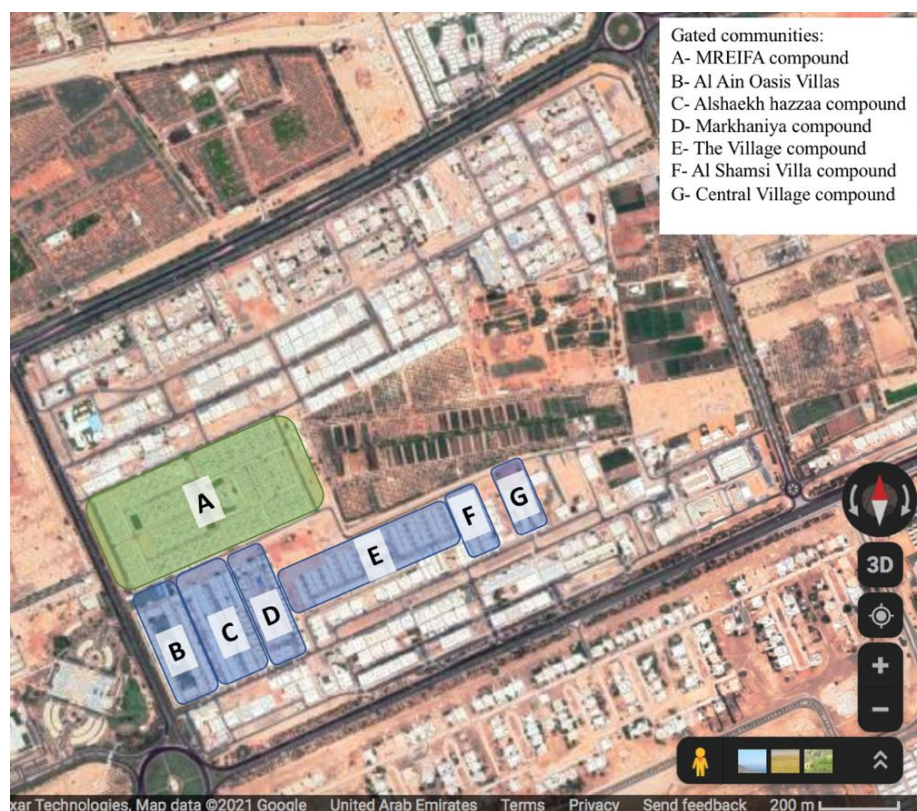 Gated communities:
A- MREIFA compound
B- Al Ain Oasis Villas
C- Alshaekh hazzaa compound
D- Markhaniya compound
E- The Village compound
F- Al Shamsi Villa compound
G- Central Village compound
A
B
C
D
E
F
G
3D
+
−
xar Technologies, Map data ©2021 Google United Arab Emirates Terms Privacy Send feedback 200 m